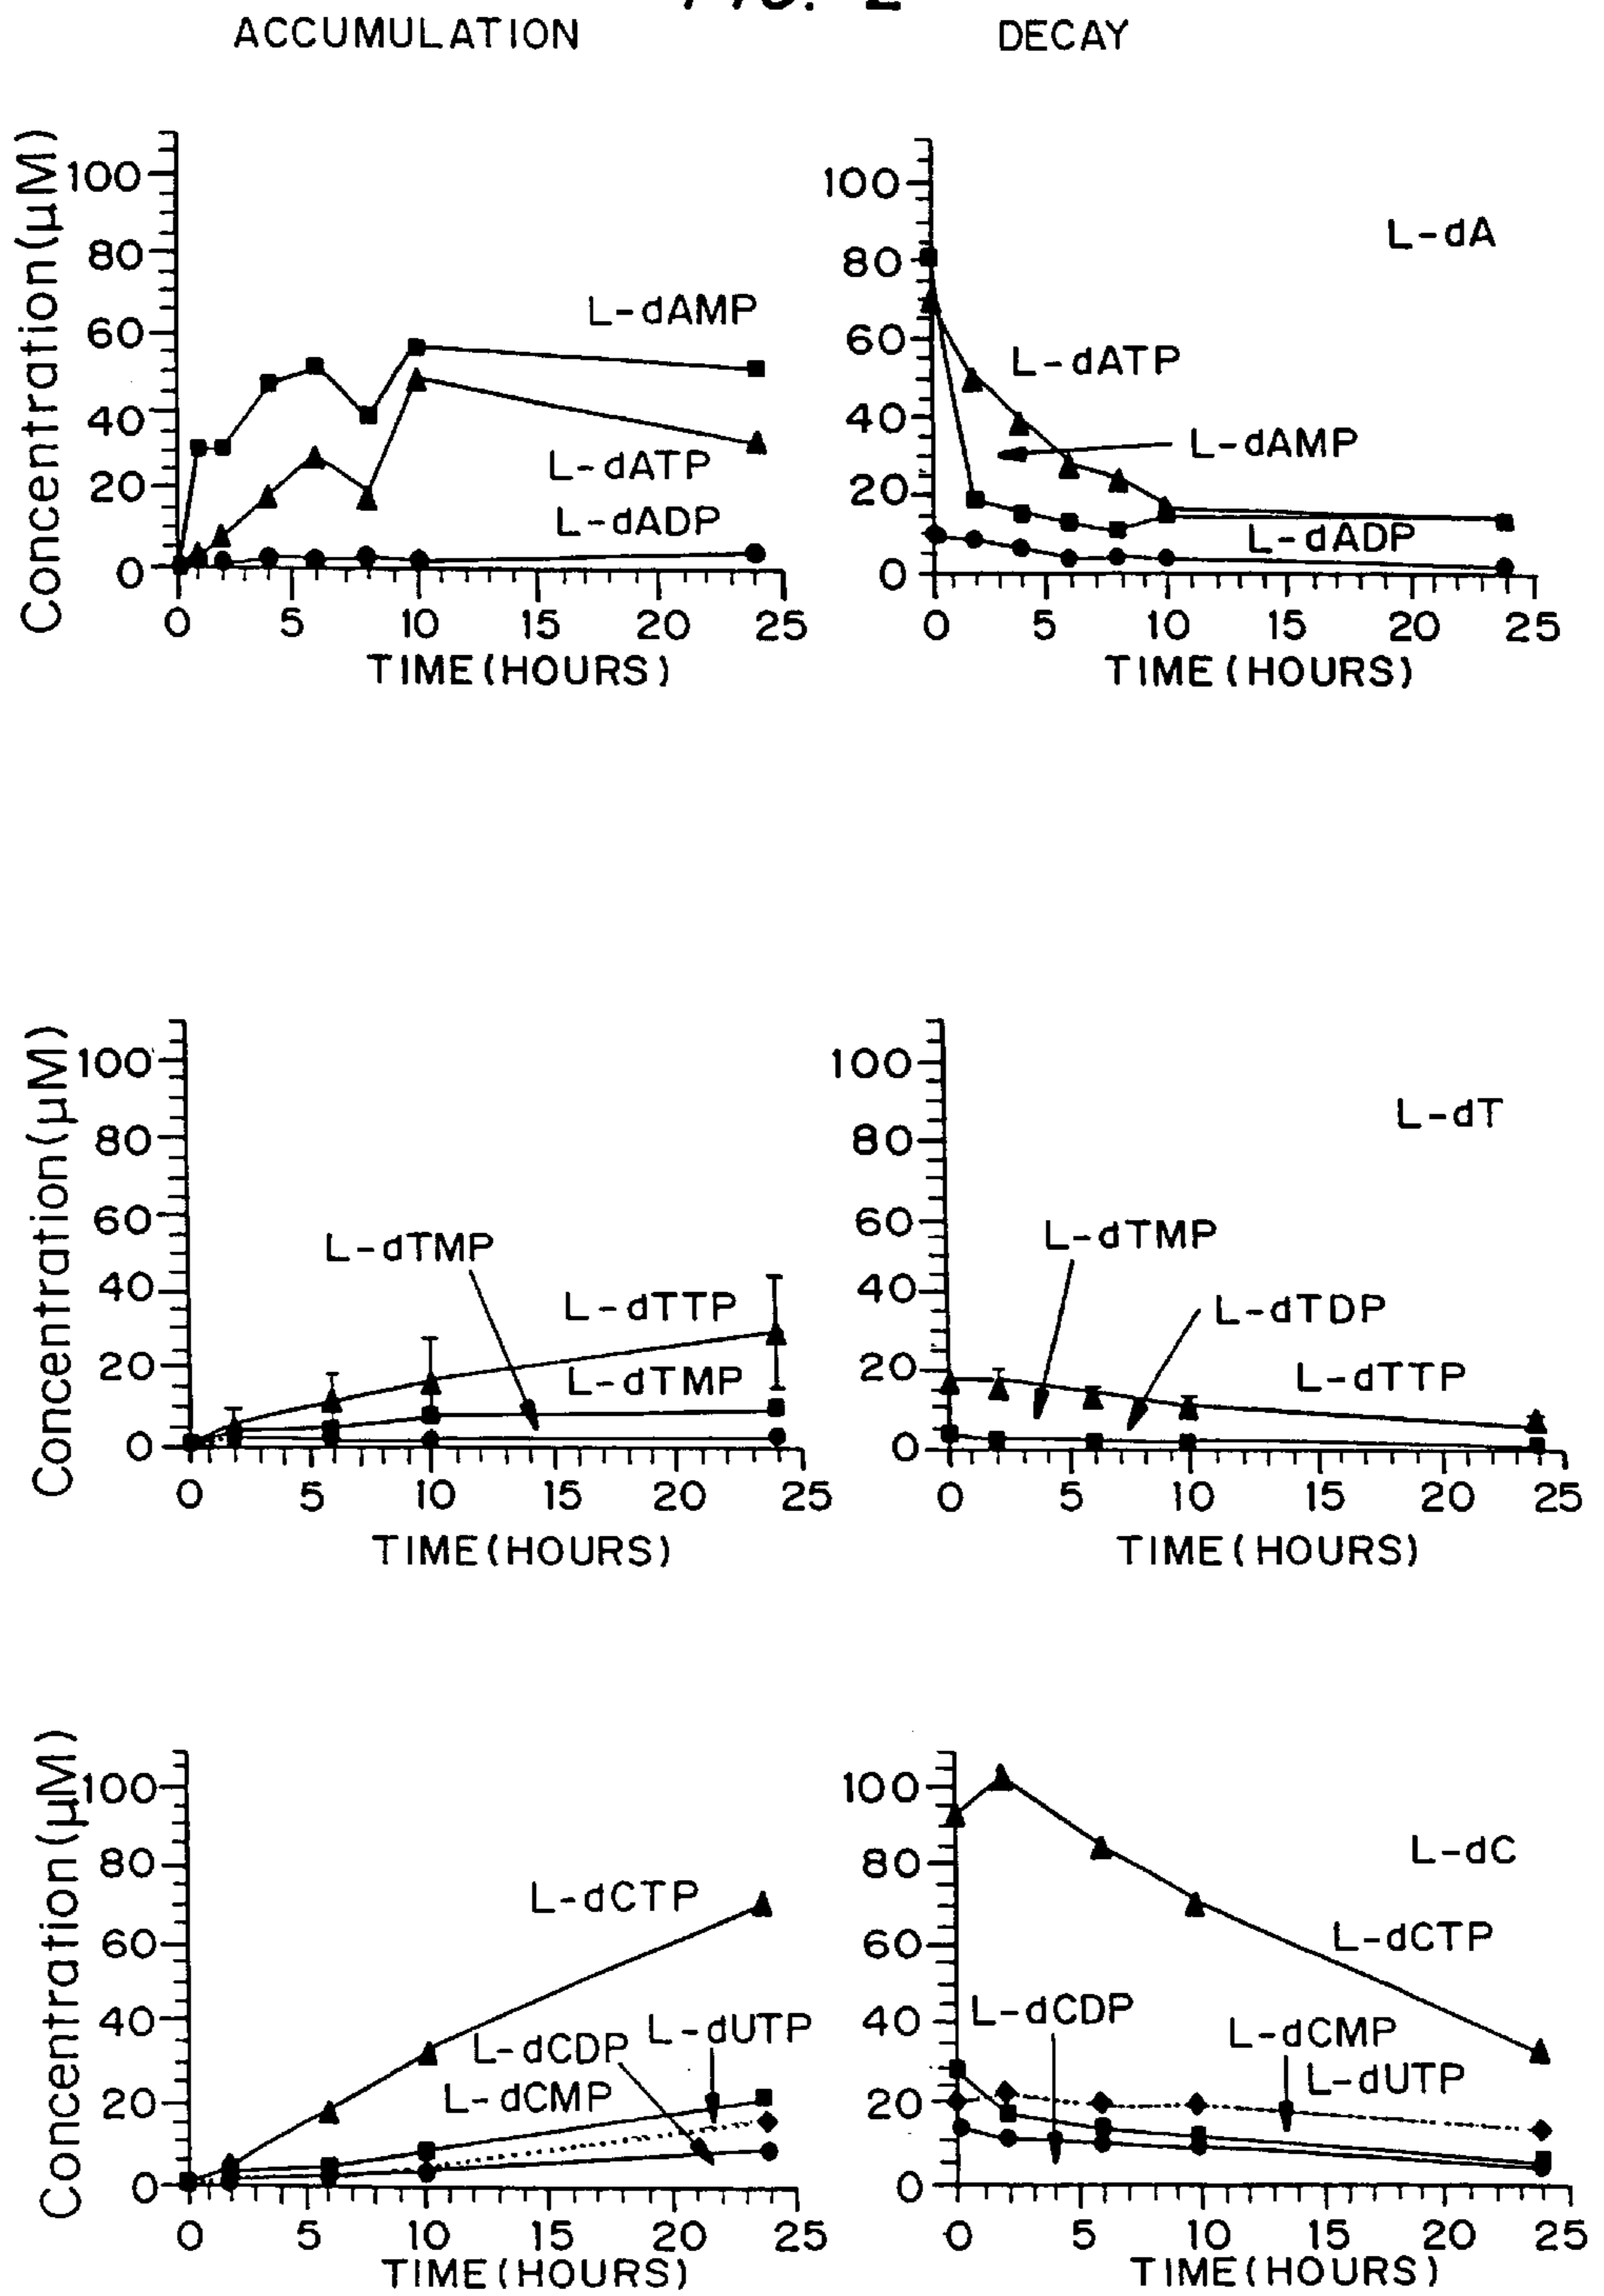 FIG. 2
ACCUMULATION
DECAY
Concentration (μM)
100
80
60
40
20
0
L-dAMP
L-dATP
L-dADP
0 5 10 15 20 25
TIME (HOURS)
100
80
60
40
20
0
L-dA
L-dATP
L-dAMP
L-dADP
0 5 10 15 20 25
TIME (HOURS)
Concentration (μM)
100
80
60
40
20
0
L-dTMP
L-dTTP
L-dTMP
0 5 10 15 20 25
TIME (HOURS)
100
80
60
40
20
0
L-dT
L-dTMP
L-dTDP
L-dTTP
0 5 10 15 20 25
TIME (HOURS)
Concentration (μM)
100
80
60
40
20
0
L-dCTP
L-dUTP
L-dCDP
L-dCMP
0 5 10 15 20 25
TIME (HOURS)
100
80
60
40
20
0
L-dC
L-dCTP
L-dCDP
L-dCMP
L-dUTP
0 5 10 15 20 25
TIME (HOURS)